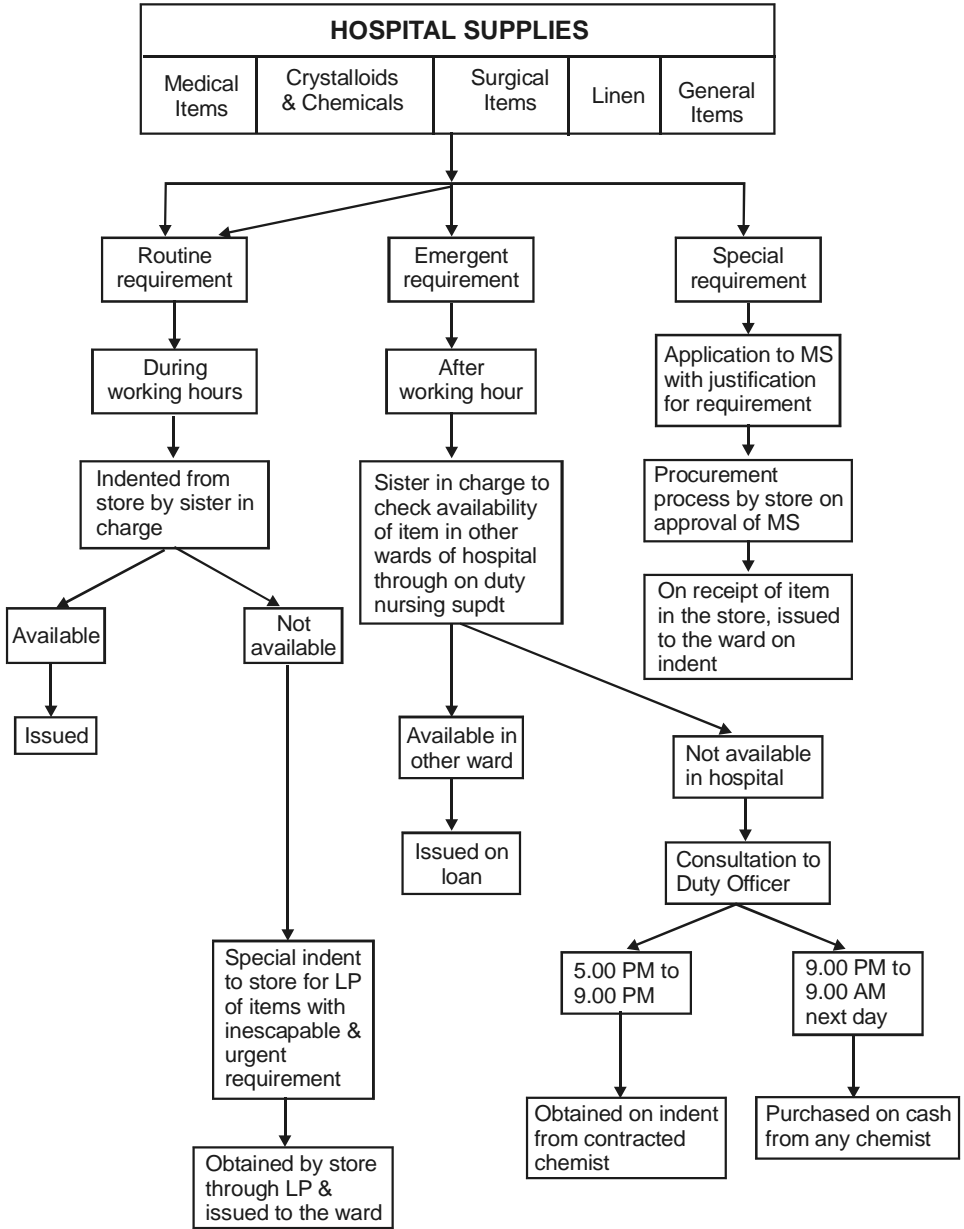 HOSPITAL SUPPLIES
Medical
Items
Crystalloids
& Chemicals
Surgical
Items
Linen
General
Items
Routine
requirement
Emergent
requirement
Special
requirement
During
working hours
After
working hour
Application to MS
with justification
for requirement
Indented from
store by sister in
charge
Sister in charge to
check availability
of item in other
wards of hospital
through on duty
nursing supdt
Procurement
process by store on
approval of MS
On receipt of item
in the store, issued
to the ward on
indent
Available
Not
available
Issued
Available in
other ward
Not available
in hospital
Issued on
loan
Consultation to
Duty Officer
Special indent
to store for LP
of items with
inescapable &
urgent
requirement
5.00 PM to
9.00 PM
9.00 PM to
9.00 AM
next day
Obtained by store
through LP &
issued to the ward
Obtained on indent
from contracted
chemist
Purchased on cash
from any chemist